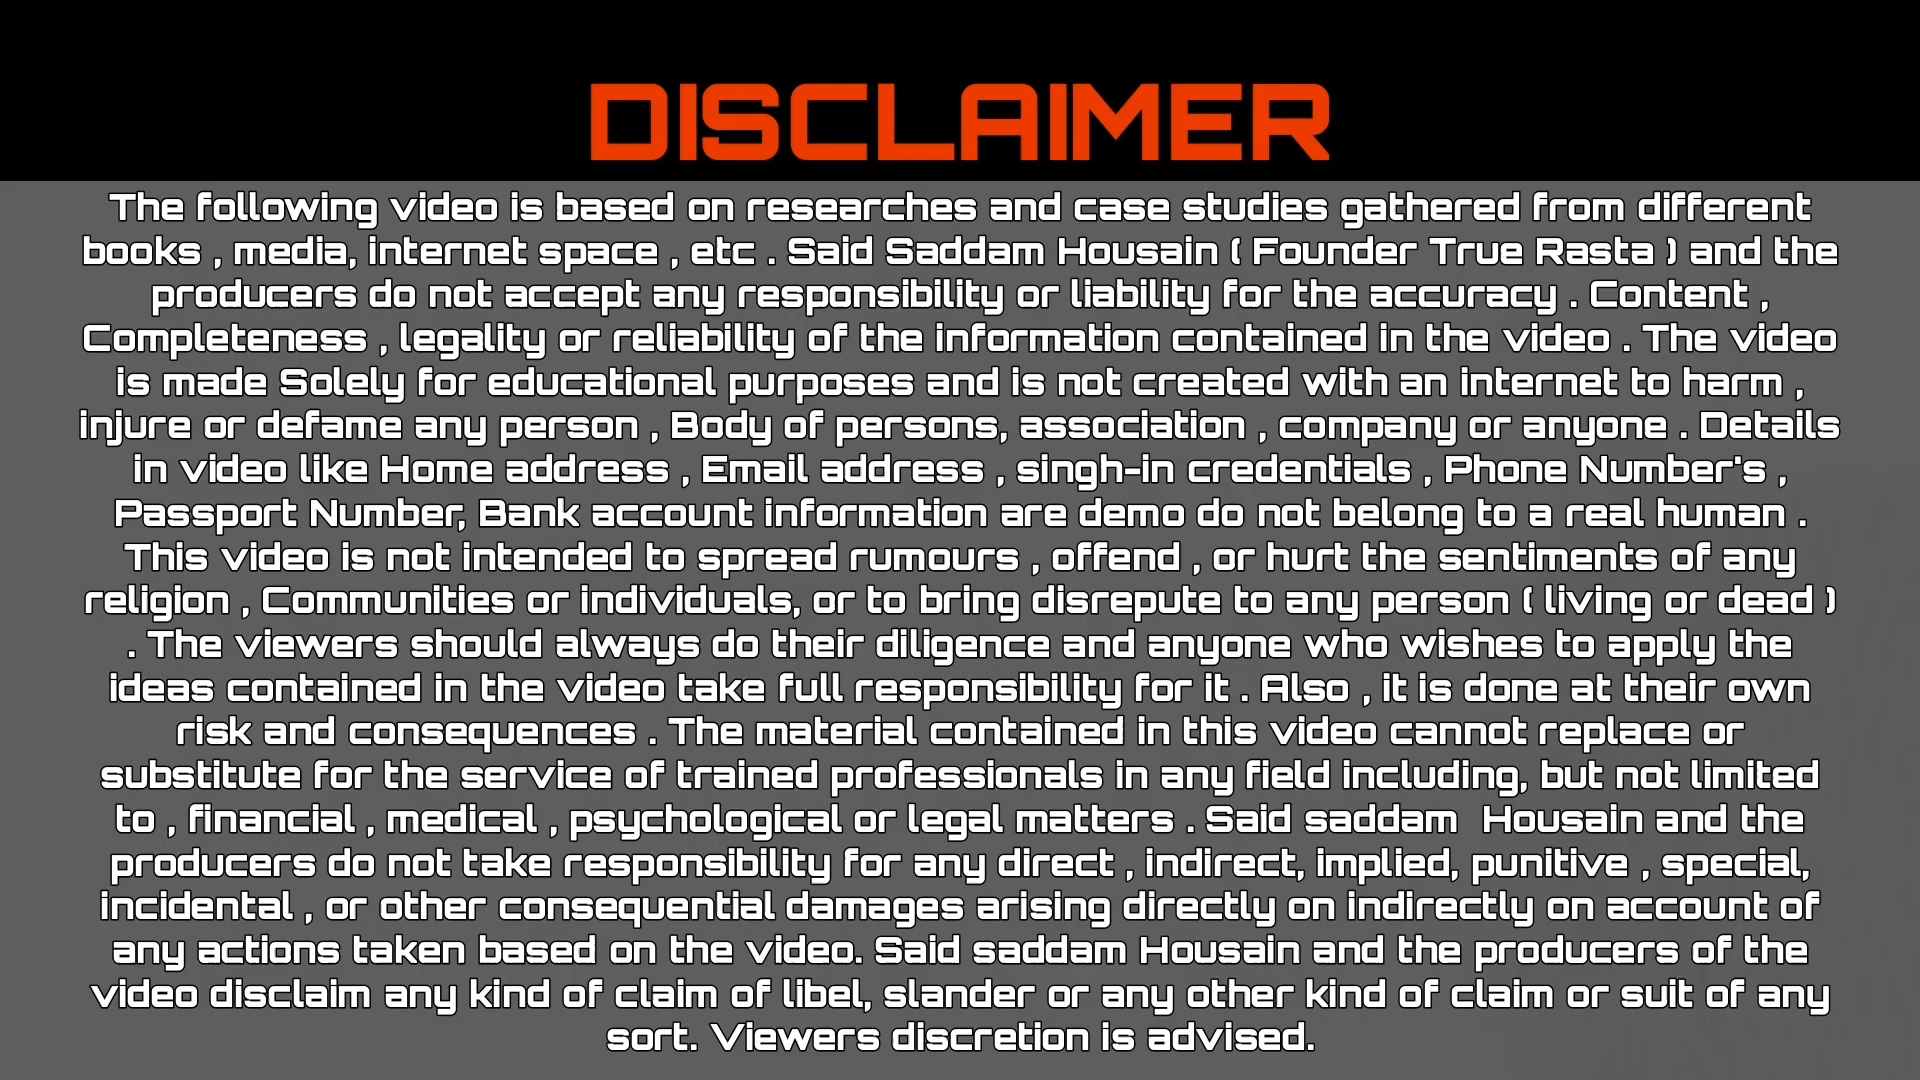 DISCLAIMER
The following video is based on researches and case studies gathered from different
books , media, internet space , etc . Said Saddam Housain ( Founder True Rasta ) and the
producers do not accept any responsibility or liability for the accuracy . Content ,
Completeness , legality or reliability of the information contained in the video . The video
is made Solely for educational purposes and is not created with an internet to harm ,
injure or defame any person , Body of persons, association , company or anyone . Details
in video like Home address , Email address , singh-in credentials , Phone Number's ,
Passport Number, Bank account information are demo do not belong to a real human .
This video is not intended to spread rumours , offend , or hurt the sentiments of any
religion , Communities or individuals, or to bring disrepute to any person ( living or dead )
. The viewers should always do their diligence and anyone who wishes to apply the
ideas contained in the video take full responsibility for it . Also , it is done at their own
risk and consequences . The material contained in this video cannot replace or
substitute for the service of trained professionals in any field including, but not limited
to , financial , medical , psychological or legal matters . Said saddam  Housain and the
producers do not take responsibility for any direct , indirect, implied, punitive , special,
incidental , or other consequential damages arising directly on indirectly on account of
any actions taken based on the video. Said saddam Housain and the producers of the
video disclaim any kind of claim of libel, slander or any other kind of claim or suit of any
sort. Viewers discretion is advised.